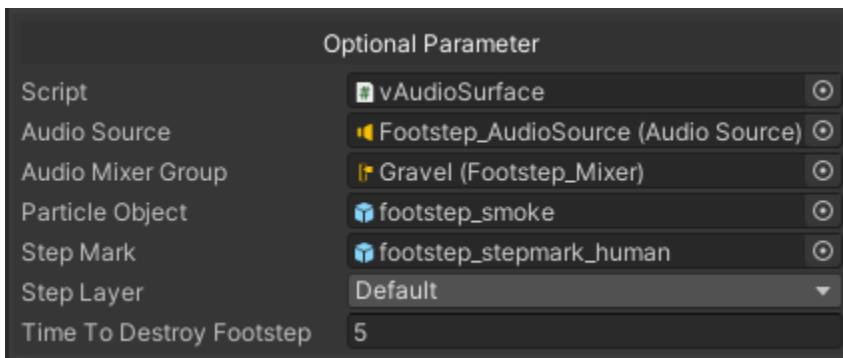 Optional Parameter
Script vAudioSurface
Audio Source Footstep_AudioSource (Audio Source)
Audio Mixer Group Gravel (Footstep_Mixer)
Particle Object footstep_smoke
Step Mark footstep_stepmark_human
Step Layer Default
Time To Destroy Footstep 5